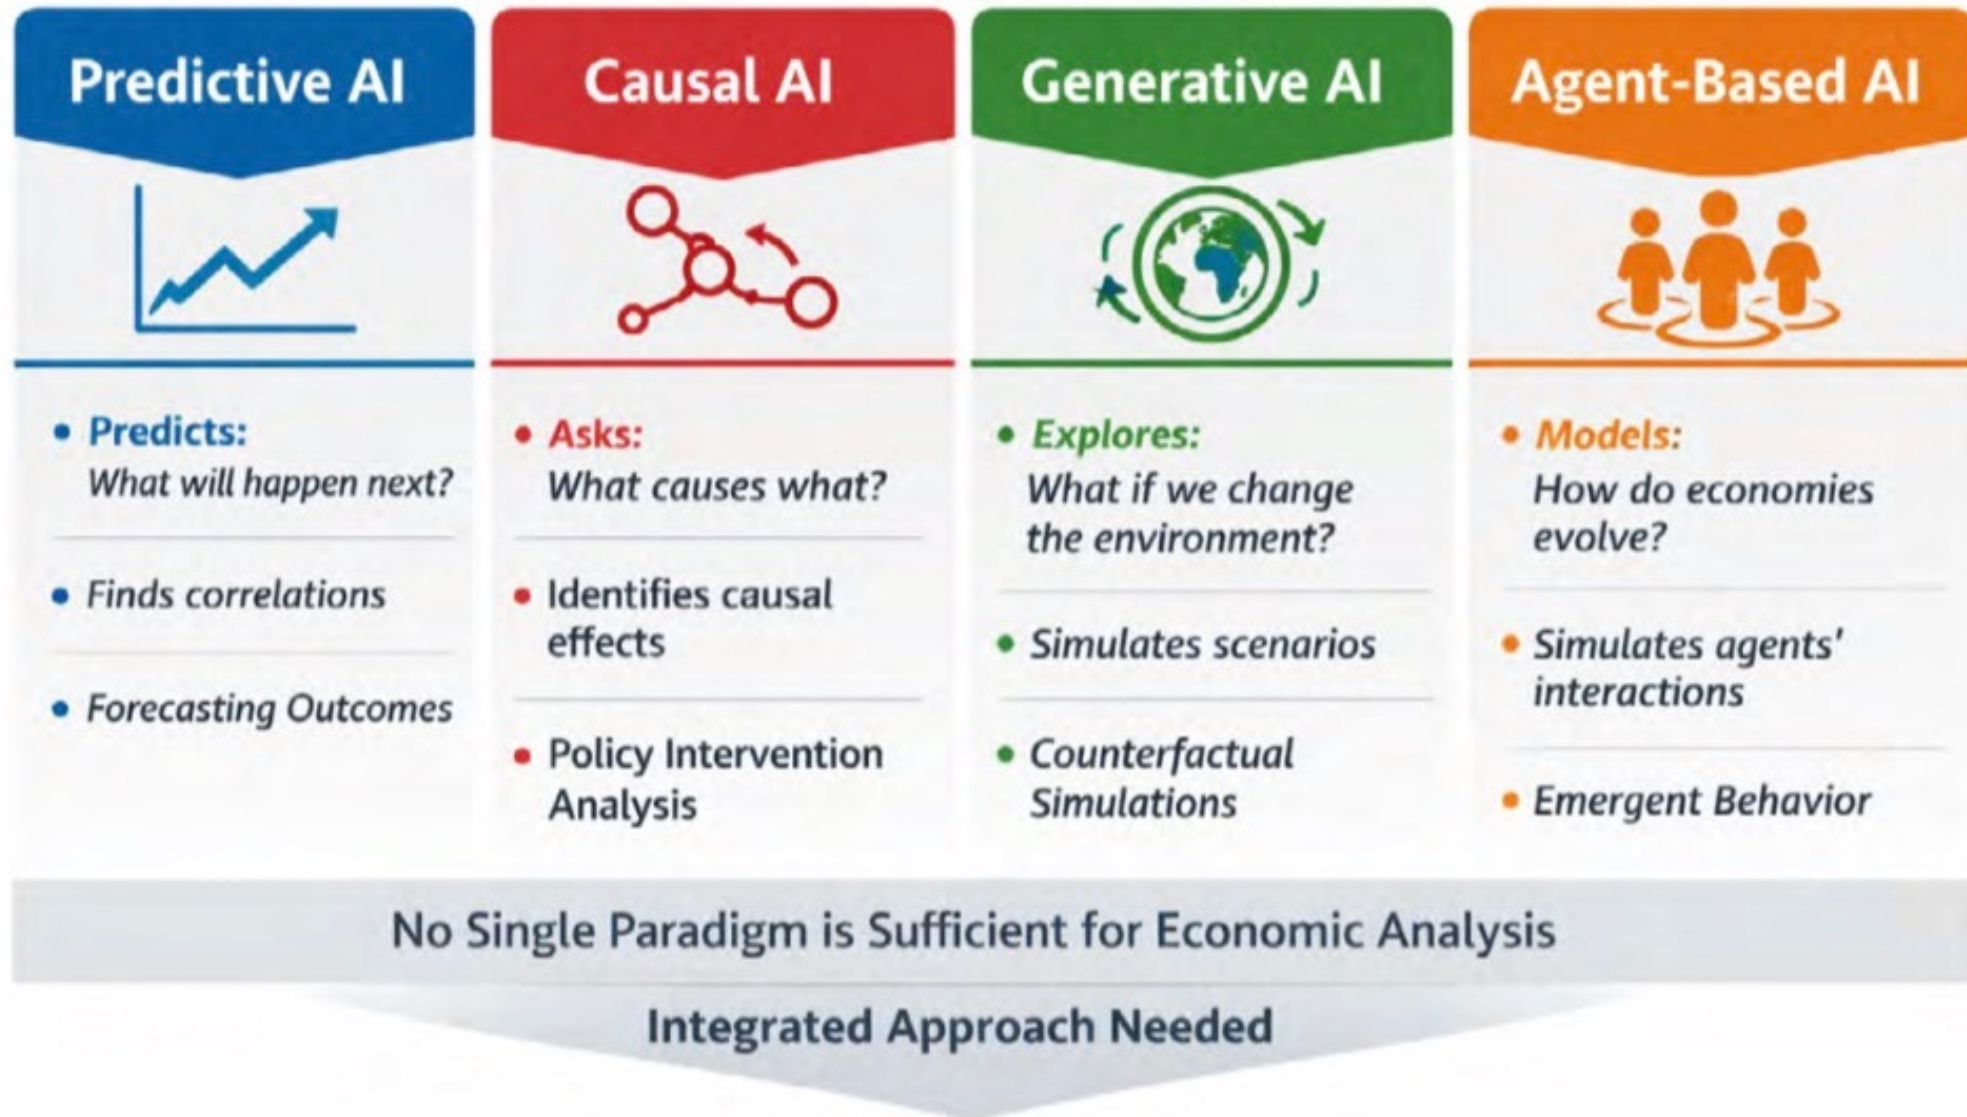 Predictive AI
Causal AI
Generative AI
Agent-Based AI
• Predicts:
What will happen next?
• Finds correlations
• Forecasting Outcomes
• Asks:
What causes what?
• Identifies causal
effects
• Policy Intervention
Analysis
• Explores:
What if we change
the environment?
• Simulates scenarios
• Counterfactual
Simulations
• Models:
How do economies
evolve?
• Simulates agents'
interactions
• Emergent Behavior
No Single Paradigm is Sufficient for Economic Analysis
Integrated Approach Needed